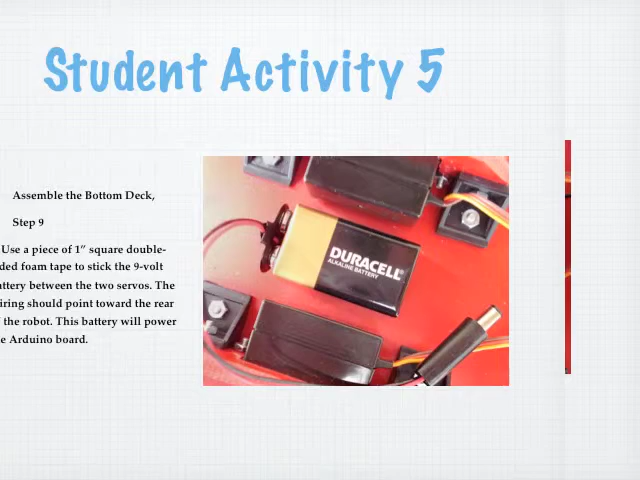 Student Activity 5
Assemble the Bottom Deck,
Step 9
Use a piece of 1” square double-
ded foam tape to stick the 9-volt
ttery between the two servos. The
iring should point toward the rear
the robot. This battery will power
e Arduino board.
DURACELL
ALKALINE BATTERY